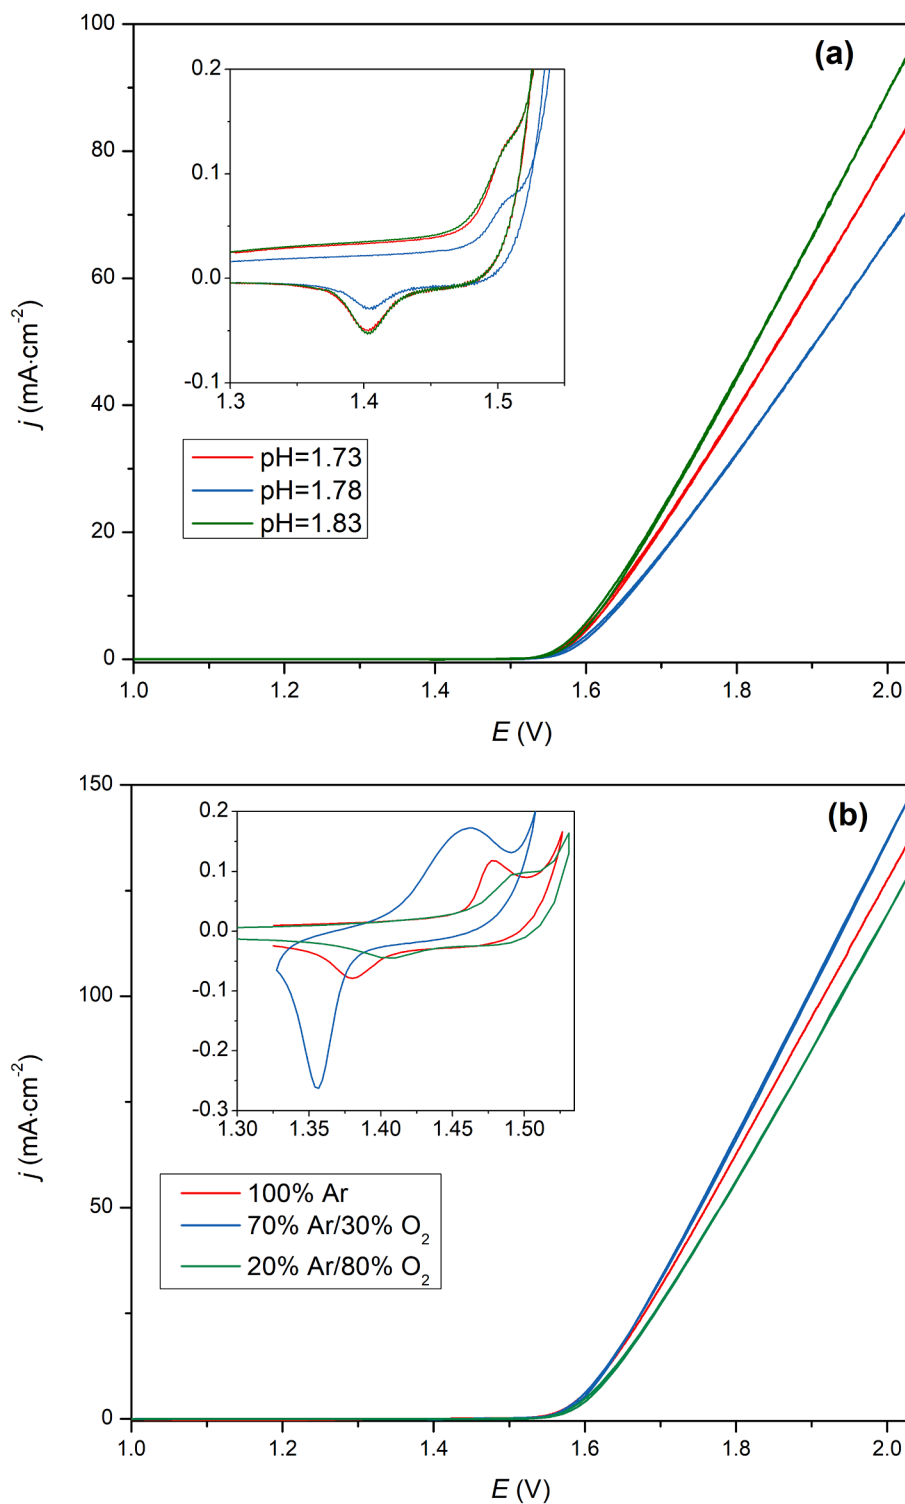 (a)
100
80
60
40
20
0
j (mA·cm-2)
0.2
0.1
0.0
-0.1
1.3 1.4 1.5
pH=1.73
pH=1.78
pH=1.83
1.0 1.2 1.4 1.6 1.8 2.0
E (V)
(b)
150
100
50
0
j (mA·cm-2)
0.2
0.1
0.0
-0.1
-0.2
-0.3
1.30 1.35 1.40 1.45 1.50
100% Ar
70% Ar/30% O2
20% Ar/80% O2
1.0 1.2 1.4 1.6 1.8 2.0
E (V)